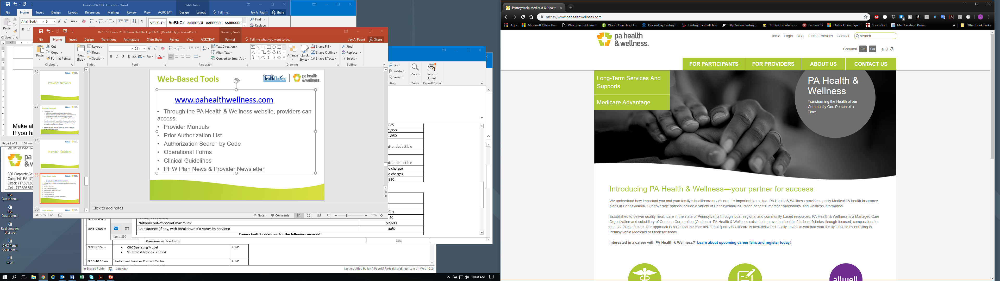 Invoice-PA CHC Lunches - Word
Table Tools
File Home Insert Design Layout References Mailings Review View ACROBAT Design Layout Tell me... Jay A. Pagni Share
Paste
Arial (Body) 9
AaBbCcDd AaBbCc AABBCCDI AABBCCDI AABBCCDI
Find
Replace
Clipboard
09.10.18 Final - 2018 Town Hall Deck jp FINAL [Read-Only] - PowerPoint
Drawing Tools
File Home Insert Design Transitions Animations Slide Show Review View ACROBAT Format Tell me what you want to do... Jay A. Pagni Share
Paste
Cut
Copy
Format Painter
Clipboard
New Slide
Layout
Reset
Section
Slides
24+
Font
Text Direction
Align Text
Convert to SmartArt
Paragraph
Arrange
Quick Styles
Shape Fill
Shape Outline
Shape Effects
Drawing
Find
Replace
Select
Editing
52
Provider Network
53
Provider Network
54
Provider Relations
55
Web-Based Tools
www.pahealthwellness.com
56
PHW Website
Web-Based Tools
Community HealthChoices
pa health & wellness.
www.pahealthwellness.com
• Through the PA Health & Wellness website, providers can
access:
• Provider Manuals
• Prior Authorization List
• Authorization Search by Code
• Operational Forms
• Clinical Guidelines
• PHW Plan News & Provider Newsletter
Click to add notes
Slide 55 of 66
Notes Comments 70%
Make al
If you ha
Page 1 of 1 136 wor
Senior Director, E
pa
& w
300 Corporate Ce
Camp Hill, PA 170
Direct: 717.551.80
Cell: 717.836.878
BIA
Questionn...
BIA
Questionn...
Real concern
that we
CHC Panel
Question...
Murt
Find
Related
Select
diting
Zoom
Zoom
Report
Email
Report2Cyber
$89
1,950
1,950
after deductible
after deductible
o charge)
o charge)
$10
$81
$0
Network out-of-pocket maximum: $2,600
Coinsurance (if any, with breakdown if it varies by service): 40%
Copays (with breakdown for the following services):
Premium with subsidy: $89
Items: 250
8:35-8:45am
8:45-9:00am
9:00-9:15am
• CHC Operating Model
• Southwest Lessons Learned
PHW
9:15-10:15am Participant Services Contact Center PHW
In Shared Folder Calendar
Last modified by Jay.A.Pagni@PaHealthWellness.com on Wed 10/24
10:28 AM
Pennsylvania Medicaid & Health
https://www.pahealthwellness.com
Apps Microsoft Office Hom Welcome to Online B Woot : One Day, One DoomzDay Fantasy F Fantasy Football: New http://www.fantasyp http://subscribers.foo Fantasy SP Outlook Live Sign In SportsGrid Membership | Penns » Other bookmarks
pa health
& wellness.
Home Login Blog Find a Provider Contact search
Contrast On Off a a a
FOR PARTICIPANTS FOR PROVIDERS ABOUT US CONTACT US
Long-Term Services And
Supports
Medicare Advantage
PA Health &
Wellness
Transforming the Health of our
Community One Person at a
Time
Introducing PA Health & Wellness—your partner for success
We understand how important you and your family's healthcare needs are. It's important to us, too. PA Health & Wellness provides quality Medicaid & health insurance
plans in Pennsylvania. Our coverage options include a variety of Pennsylvania insurance benefits, member handbooks, and wellness information.
Established to deliver quality healthcare in the state of Pennsylvania through local, regional and community-based resources, PA Health & Wellness is a Managed Care
Organization and subsidiary of Centene Corporation (Centene). PA Health & Wellness exists to improve the health of its beneficiaries through focused, compassionate
and coordinated care. Our approach is based on the core belief that quality healthcare is best delivered locally. Invest in you and your family's health by enrolling in
Pennsylvania Medicaid or Medicare today.
Interested in a career with PA Health & Wellness? Learn about upcoming career fairs and register today!
allwell